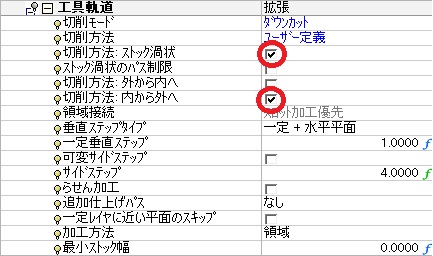 工具軌道 拡張
切削モード ﾀﾞｳﾝｶｯﾄ
切削方法 ﾕｰｻﾞｰ定義
切削方法: ｽﾄｯｸ渦状
ｽﾄｯｸ渦状のﾊﾟｽ制限
切削方法: 外から内へ
切削方法: 内から外へ
領域接続 加工優先
垂直ｽﾃｯﾌﾟﾀｲﾌﾟ 一定 + 水平平面
一定垂直ｽﾃｯﾌﾟ 1.0000 f
可変ｻｲﾄﾞｽﾃｯﾌﾟ
ｻｲﾄﾞｽﾃｯﾌﾟ 4.0000 f
らせん加工
追加仕上げﾊﾟｽ なし
一定ﾚｲﾔに近い平面のｽｷｯﾌﾟ
加工方法 領域
最小ｽﾄｯｸ幅 0.0000 f